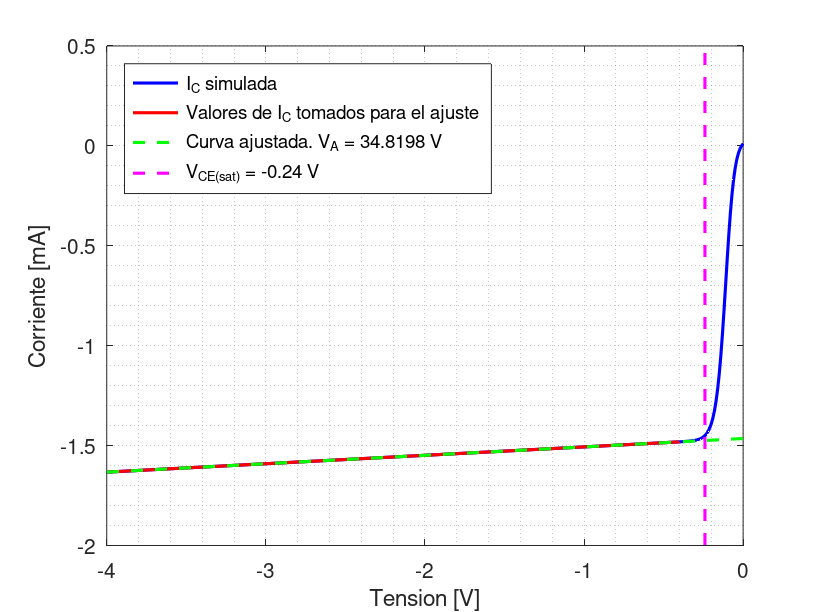 0.5
I_C simulada
Valores de I_C tomados para el ajuste
Curva ajustada. V_A = 34.8198 V
V_CE(sat) = -0.24 V
0
-0.5
-1
-1.5
-2
Corriente [mA]
-4
-3
-2
-1
0
Tension [V]